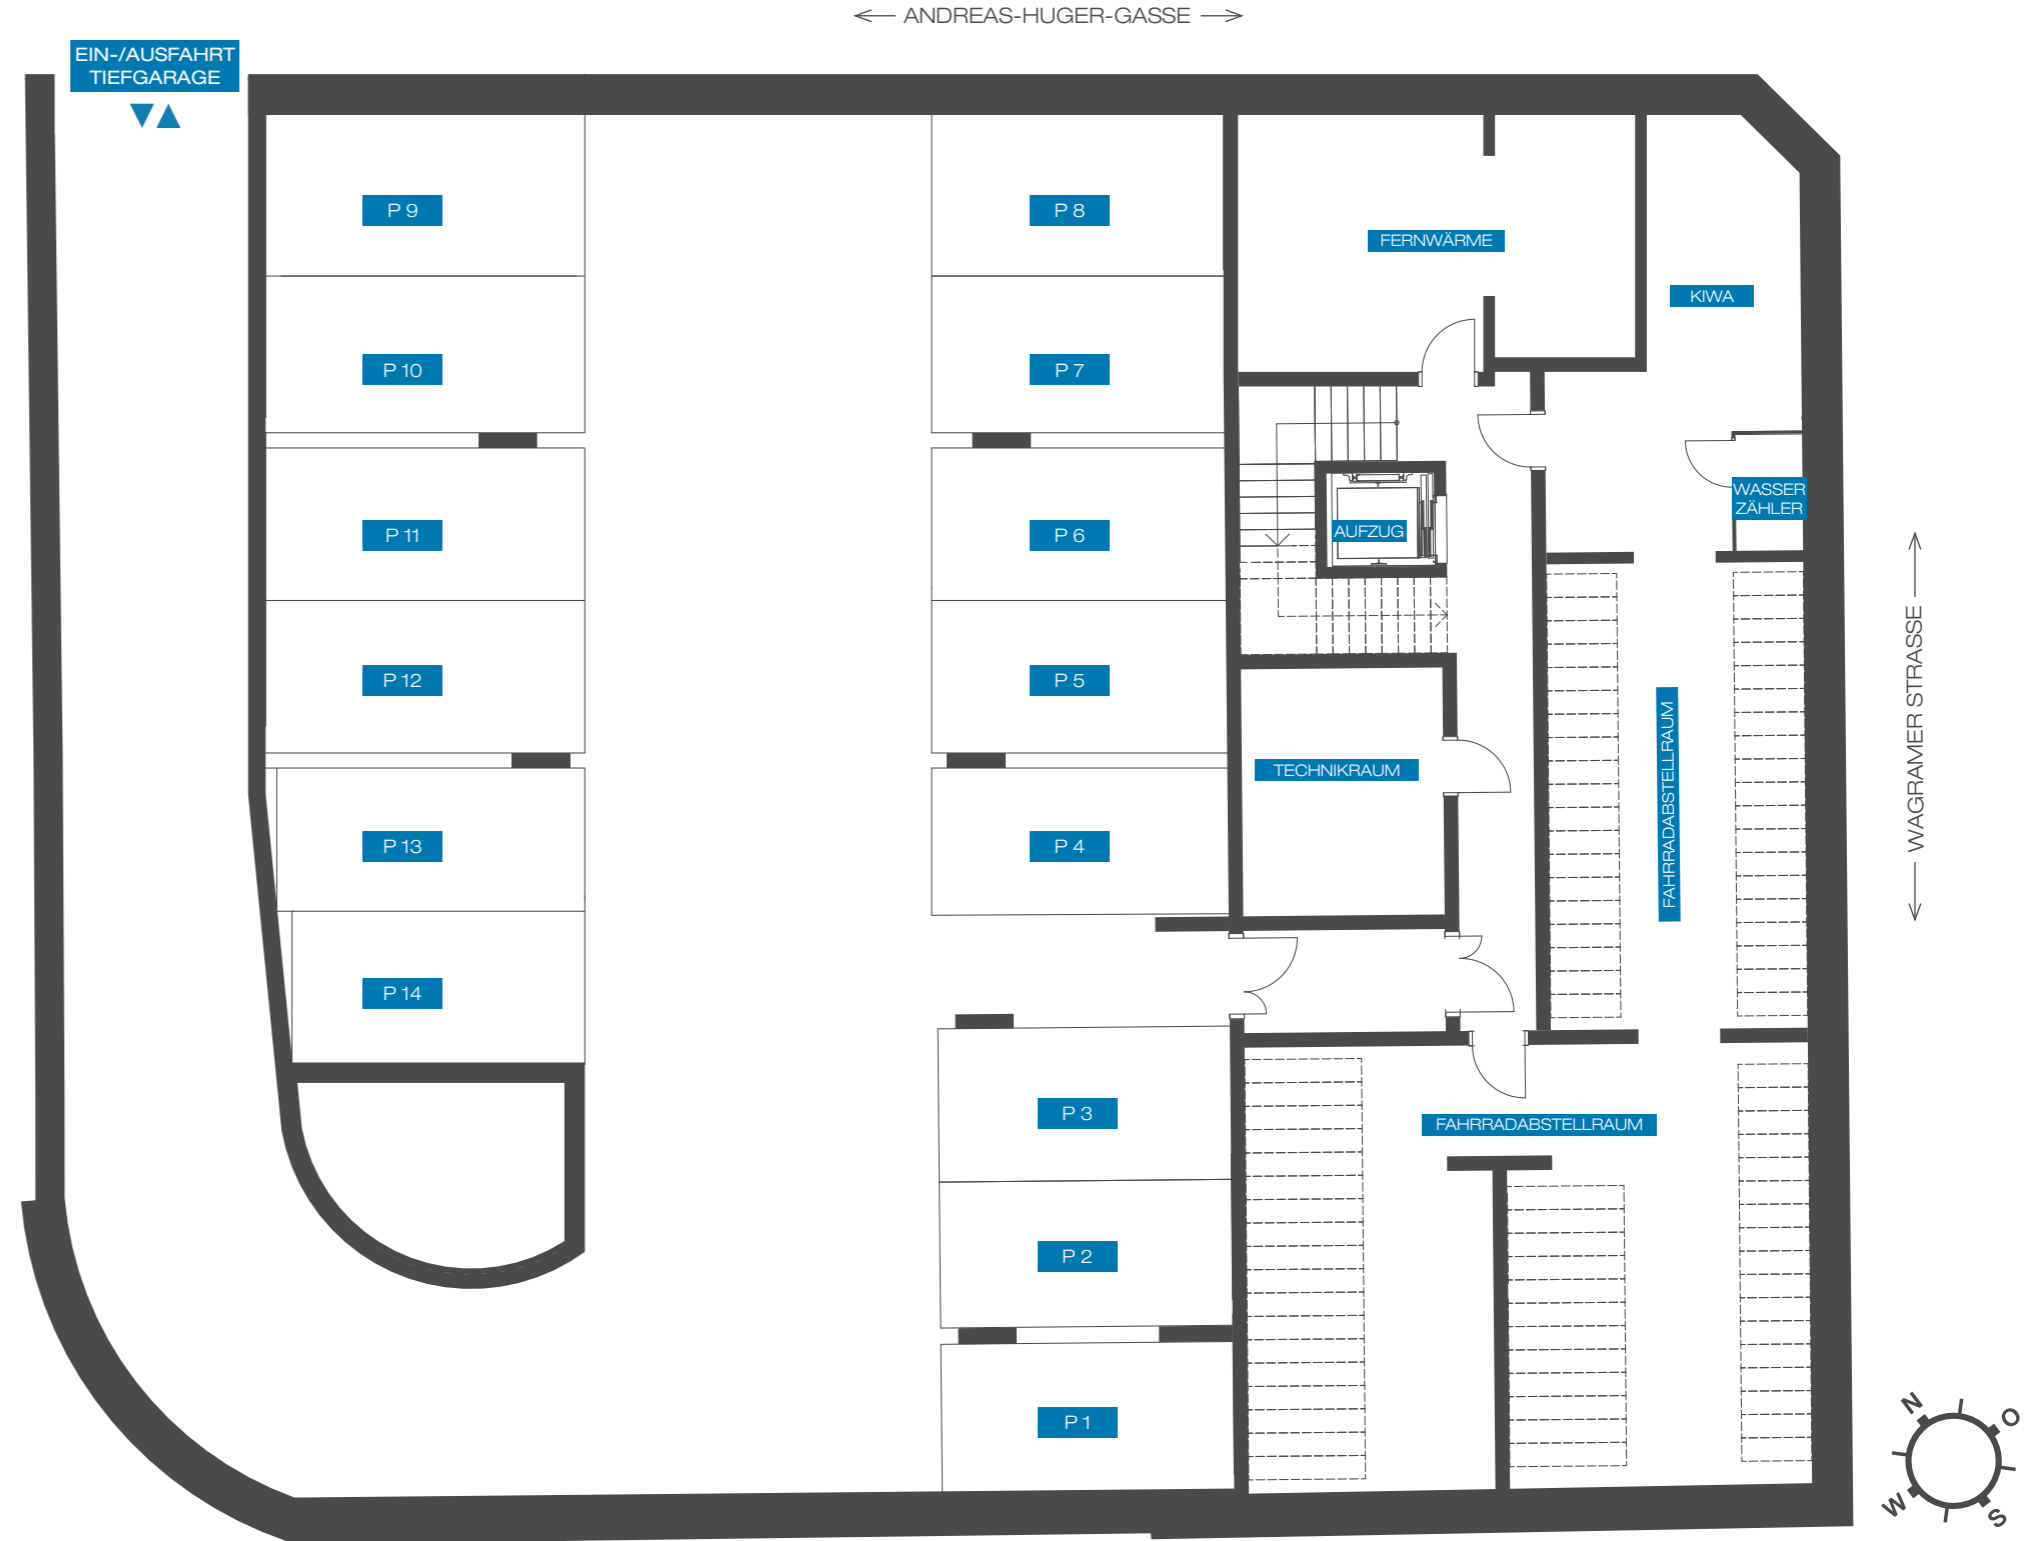 ANDREAS-HUGER-GASSE
EIN-/AUSFAHRT
TIEFGARAGE
P 9
P 8
FERNWÄRME
KIWA
P 10
P 7
WASSER
ZÄHLER
P 11
P 6
AUFZUG
P 12
P 5
WAGRAMER STRASSE
FAHRRADABSTELLRAUM
TECHNIKRAUM
P 13
P 4
P 14
P 3
FAHRRADABSTELLRAUM
P 2
P 1
N
O
W
S